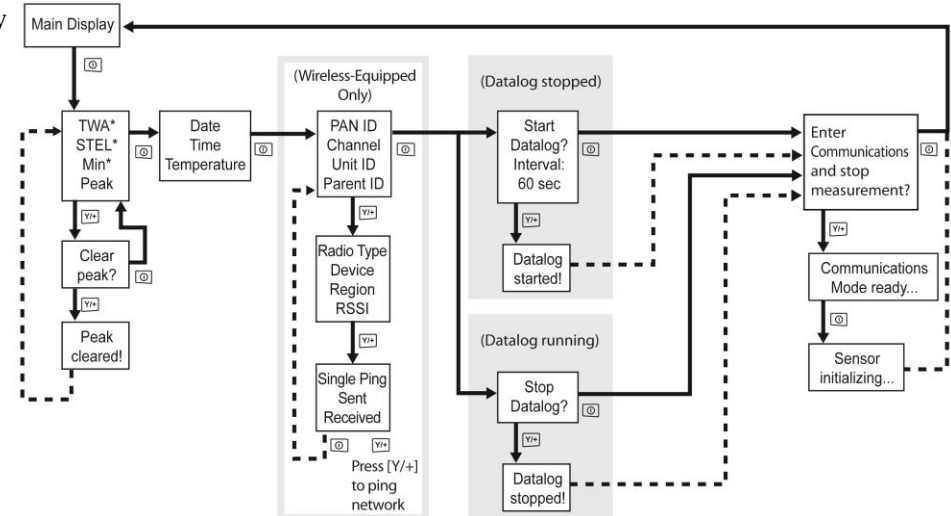 y
Main Display
TWA*
STEL*
Min*
Peak
Y/+
Clear
peak?
Y/+
Peak
cleared!
Date
Time
Temperature
(Wireless-Equipped
Only)
PAN ID
Channel
Unit ID
Parent ID
Y/+
Radio Type
Device
Region
RSSI
Y/+
Single Ping
Sent
Received
Y/+
Press [Y/+]
to ping
network
(Datalog stopped)
Start
Datalog?
Interval:
60 sec
Y/+
Datalog
started!
(Datalog running)
Stop
Datalog?
Y/+
Datalog
stopped!
Enter
Communications
and stop
measurement?
Y/+
Communications
Mode ready...
Sensor
initializing...